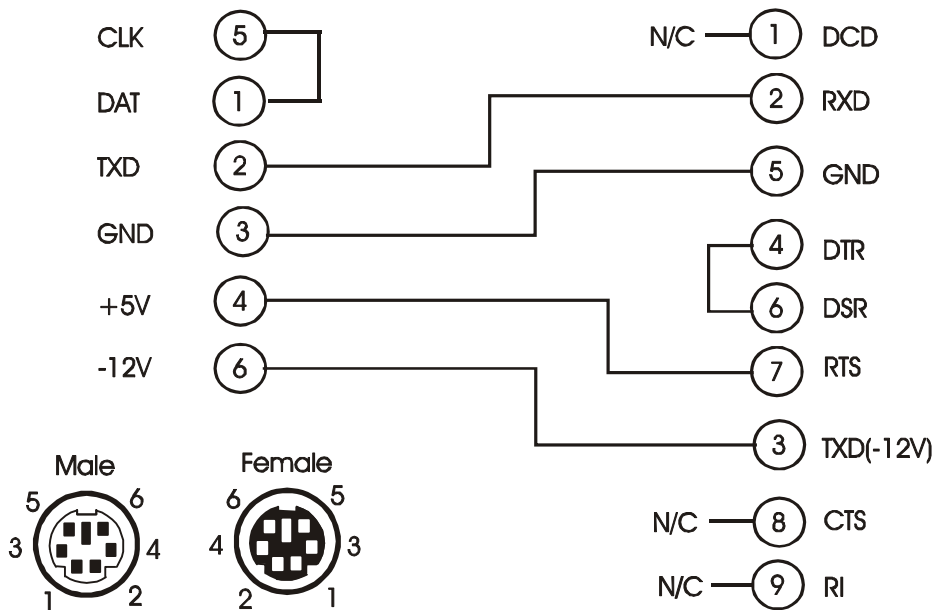 CLK 5 N/C 1 DCD
DAT 1 2 RXD
TXD 2 5 GND
GND 3 4 DTR
+5V 4 6 DSR
-12V 6 7 RTS
3 TXD(-12V)
Male Female
5 6 6 5
3 4 4 3
1 2 2 1
N/C 8 CTS
N/C 9 RI